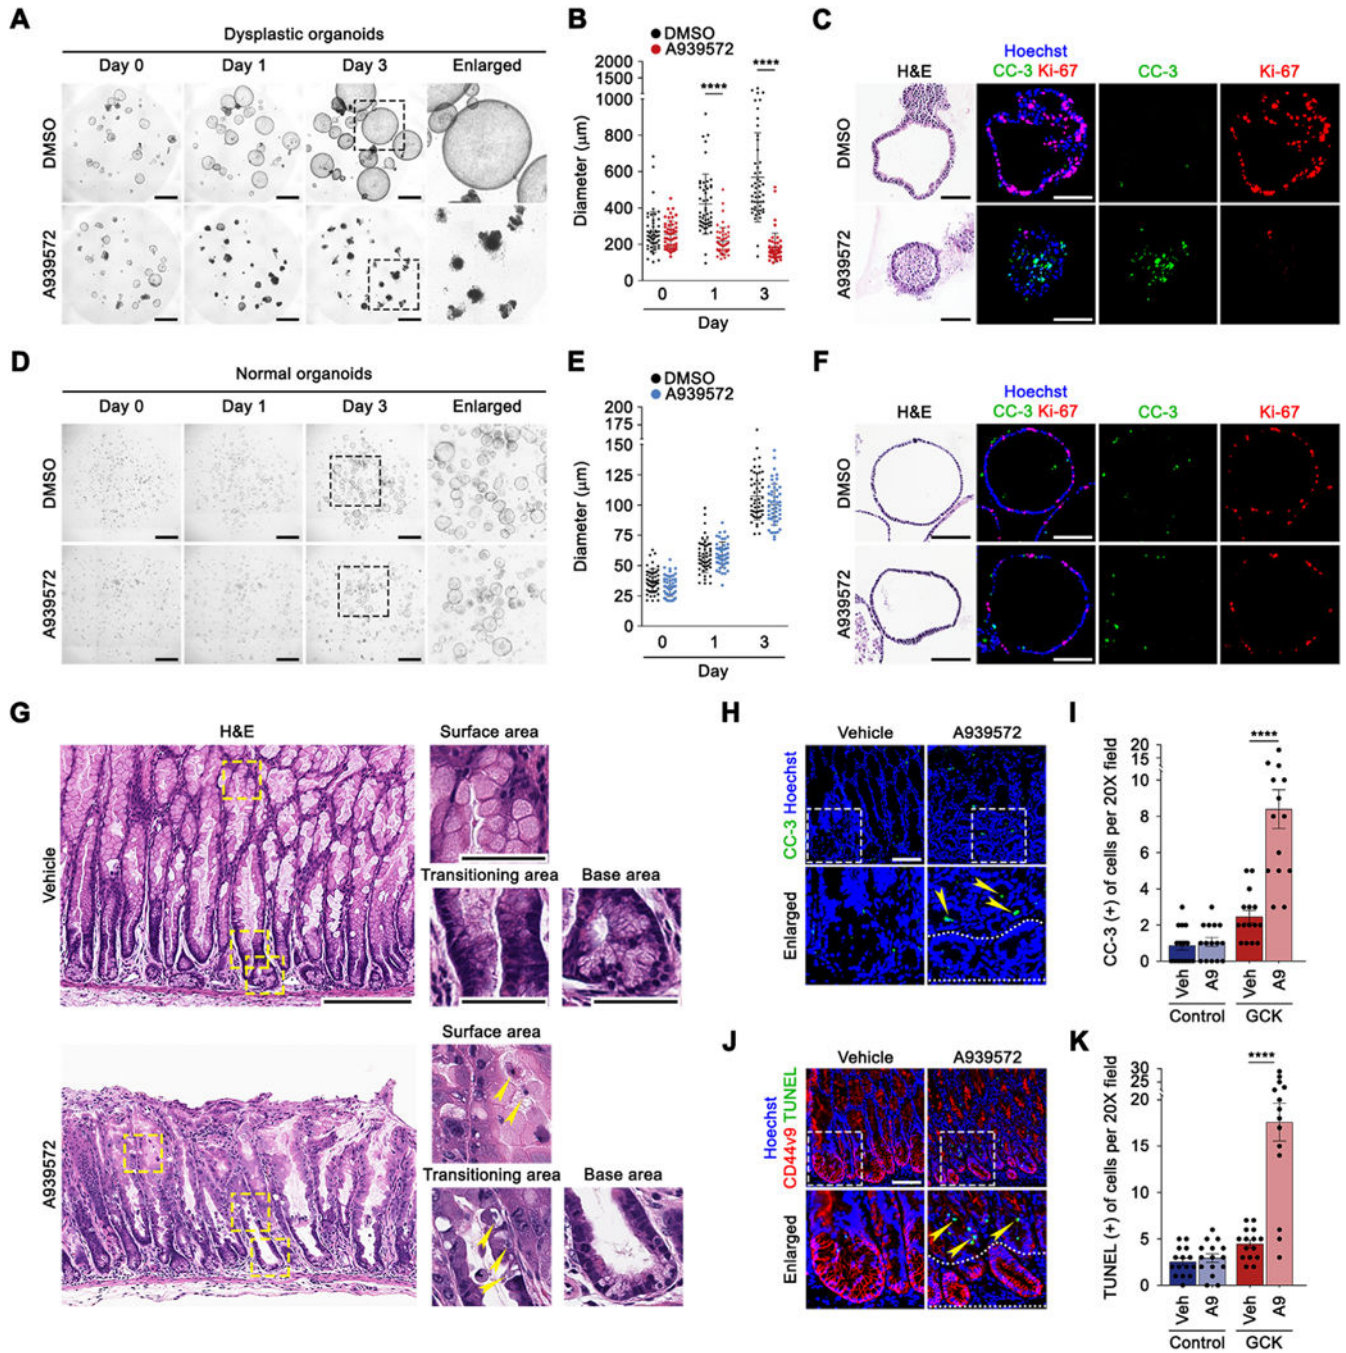 A
Dysplastic organoids
Day 0 Day 1 Day 3 Enlarged
DMSO
A939572
B
DMSO
A939572
2000
1500
1000
800
600
400
200
0
Diameter (µm)
**** ****
0 1 3
Day
C
Hoechst
H&E CC-3 Ki-67 CC-3 Ki-67
DMSO
A939572
D
Normal organoids
Day 0 Day 1 Day 3 Enlarged
DMSO
A939572
E
DMSO
A939572
200
175
150
125
100
75
50
25
0
Diameter (µm)
0 1 3
Day
F
Hoechst
H&E CC-3 Ki-67 CC-3 Ki-67
DMSO
A939572
G
H&E
Vehicle
Surface area
Transitioning area Base area
A939572
Surface area
Transitioning area Base area
H
Vehicle A939572
CC-3 Hoechst
Enlarged
I
CC-3 (+) of cells per 20X field
20
15
10
8
6
4
2
0
****
Veh A9 Veh A9
Control GCK
J
Vehicle A939572
Hoechst
CD44v9 TUNEL
Enlarged
K
TUNEL (+) of cells per 20X field
30
25
20
15
10
5
0
****
Veh A9 Veh A9
Control GCK